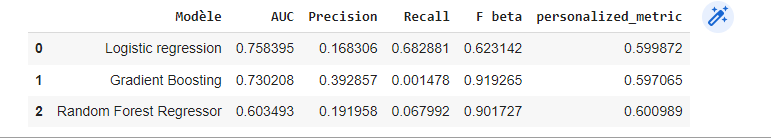 Modèle AUC Precision Recall F beta personalized_metric
0 Logistic regression 0.758395 0.168306 0.682881 0.623142 0.599872
1 Gradient Boosting 0.730208 0.392857 0.001478 0.919265 0.597065
2 Random Forest Regressor 0.603493 0.191958 0.067992 0.901727 0.600989